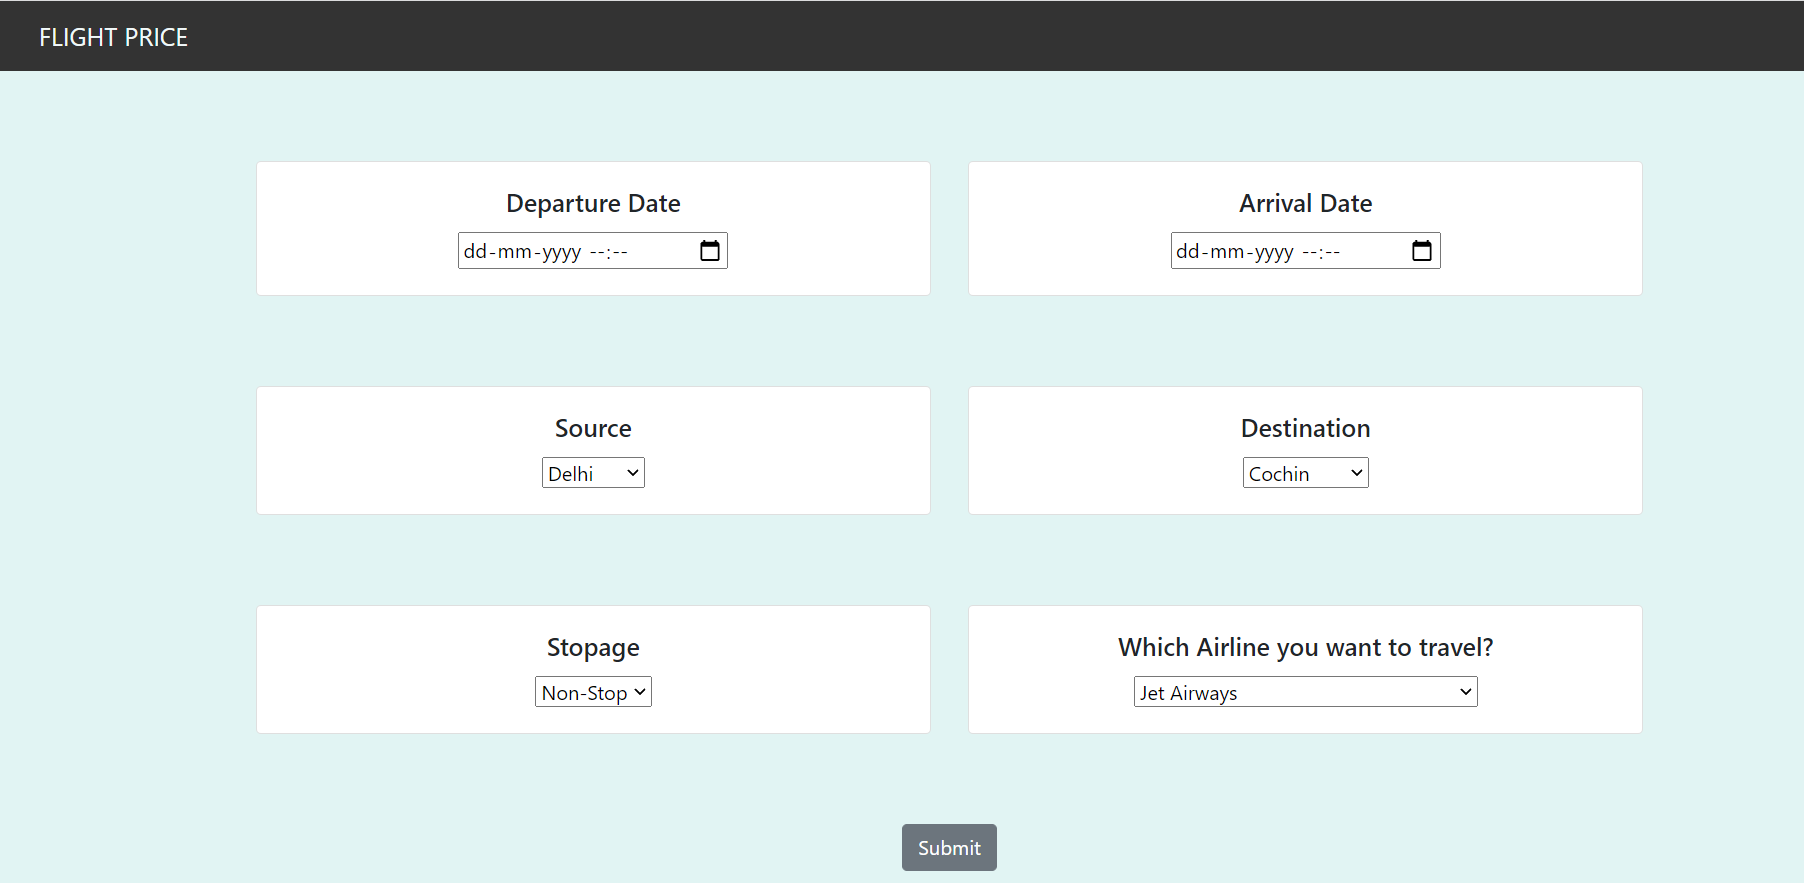 FLIGHT PRICE
Departure Date
dd-mm-yyyy --:--
Arrival Date
dd-mm-yyyy --:--
Source
Delhi
Destination
Cochin
Stopage
Non-Stop
Which Airline you want to travel?
Jet Airways
Submit